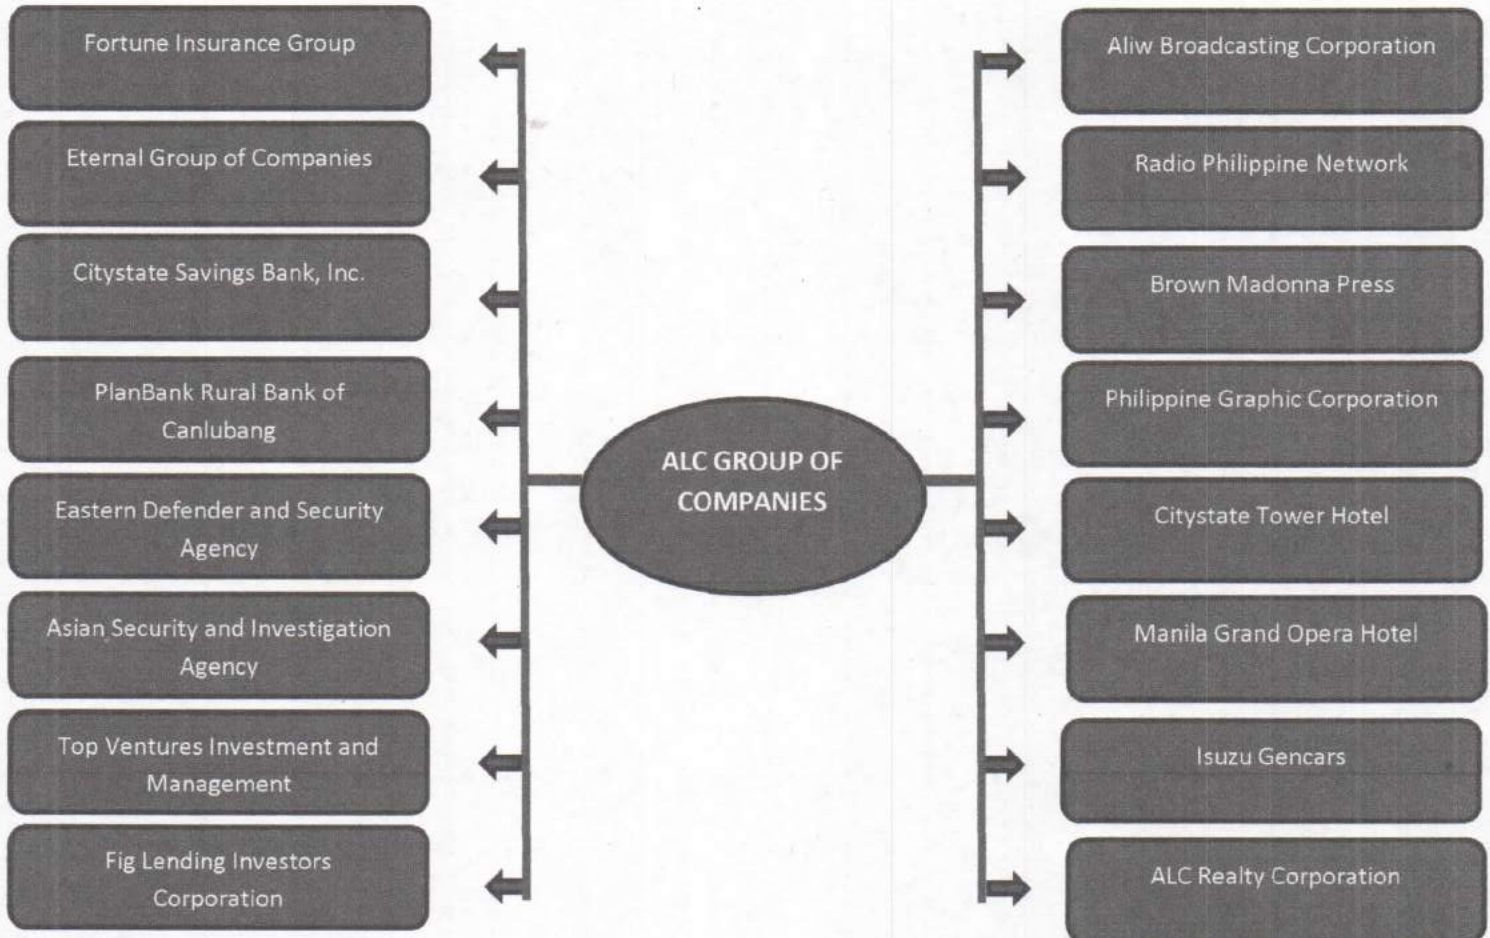 Fortune Insurance Group
Eternal Group of Companies
Citystate Savings Bank, Inc.
PlanBank Rural Bank of
Canlubang
Eastern Defender and Security
Agency
Asian Security and Investigation
Agency
Top Ventures Investment and
Management
Fig Lending Investors
Corporation
ALC GROUP OF
COMPANIES
Aliw Broadcasting Corporation
Radio Philippine Network
Brown Madonna Press
Philippine Graphic Corporation
Citystate Tower Hotel
Manila Grand Opera Hotel
Isuzu Gencars
ALC Realty Corporation